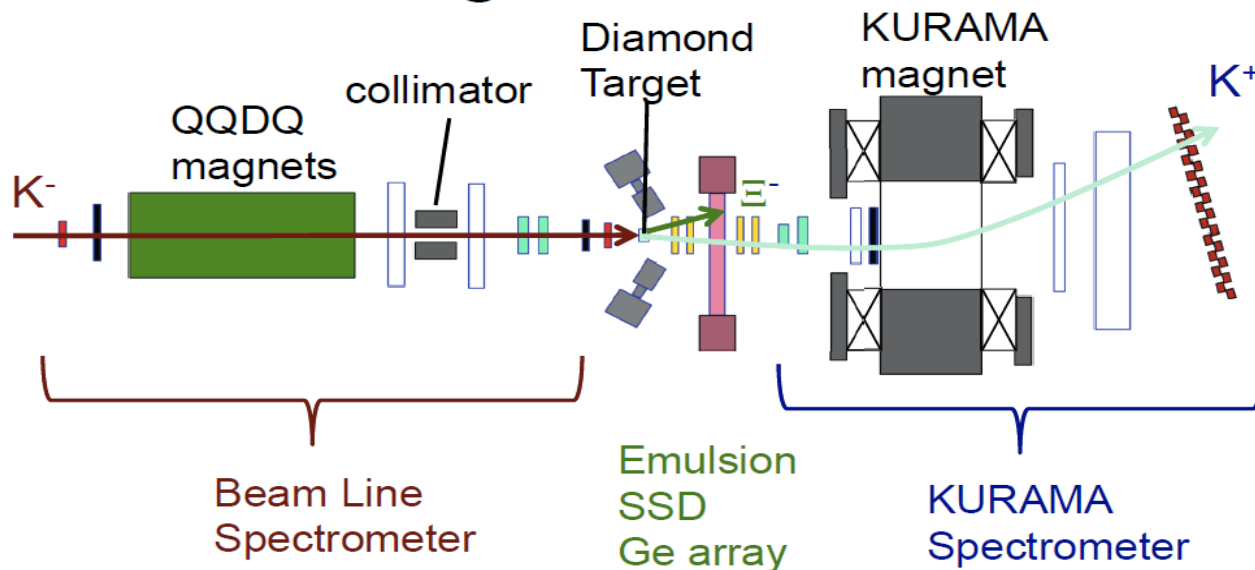 Diamond
Target
KURAMA
magnet
K⁺
collimator
QQDQ
magnets
K⁻
Ξ⁻
Beam Line
Spectrometer
Emulsion
SSD
Ge array
KURAMA
Spectrometer